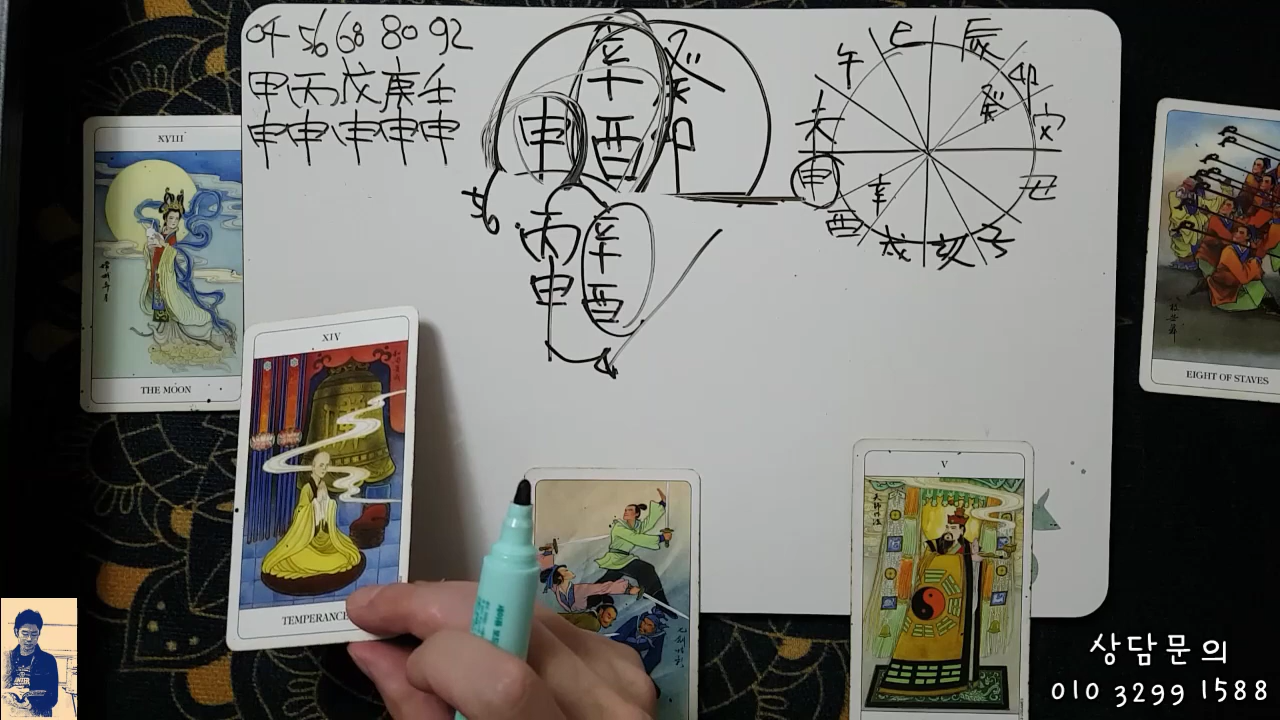 04 56 68 80 92
甲丙戊庚壬
申申申申申
辛 癸
申 酉 卯
56
丙 辛
申 酉
巳 辰
午 卯
癸
未 寅
申 丑
辛
酉 戌 亥 子
XVIII
THE MOON
XIV
TEMPERANCE
V
EIGHT OF STAVES
상담문의
010 3299 1588